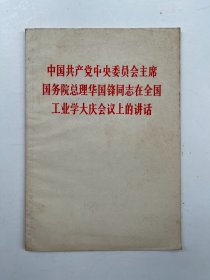 中国共产党中央委员会主席
国务院总理华国锋同志在全国
工业学大庆会议上的讲话